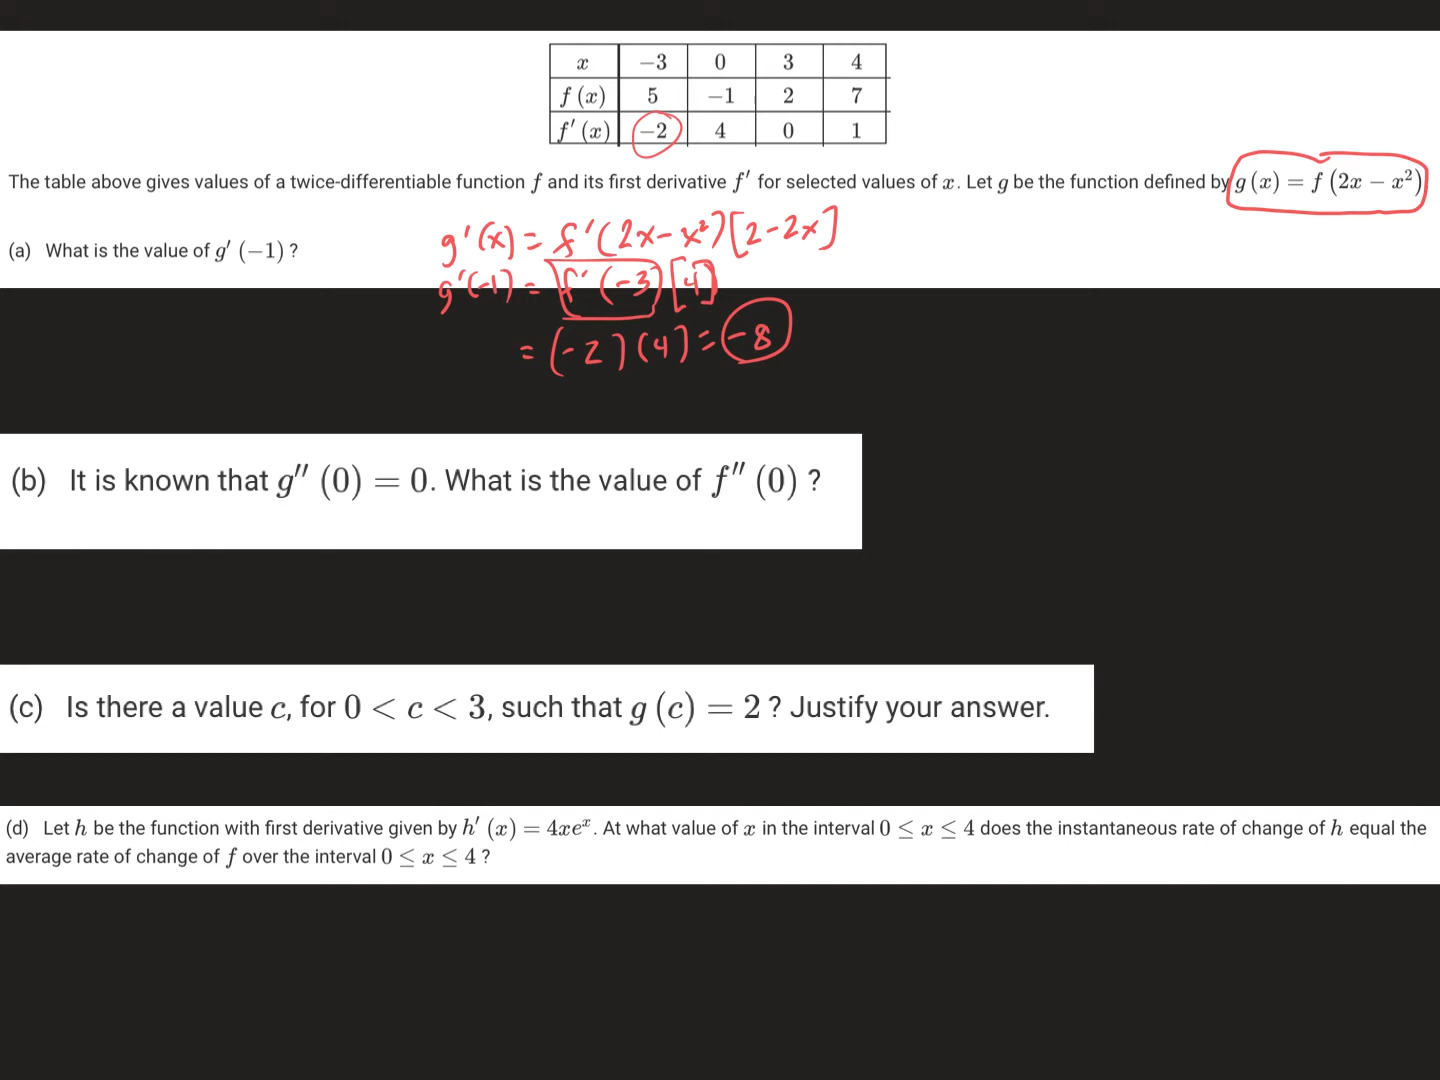 x −3 0 3 4
f (x) 5 −1 2 7
f′ (x) −2 4 0 1
The table above gives values of a twice-differentiable function f and its first derivative f′ for selected values of x. Let g be the function defined by g (x) = f (2x − x²)
(a) What is the value of g′ (−1) ?
g'(x) = f'(2x-x²)[2-2x]
g'(-1) = f'(-3)[4]
= (-2)(4) = -8
(b) It is known that g″ (0) = 0. What is the value of f″ (0) ?
(c) Is there a value c, for 0 < c < 3, such that g (c) = 2 ? Justify your answer.
(d) Let h be the function with first derivative given by h′ (x) = 4xeˣ. At what value of x in the interval 0 ≤ x ≤ 4 does the instantaneous rate of change of h equal the
average rate of change of f over the interval 0 ≤ x ≤ 4 ?